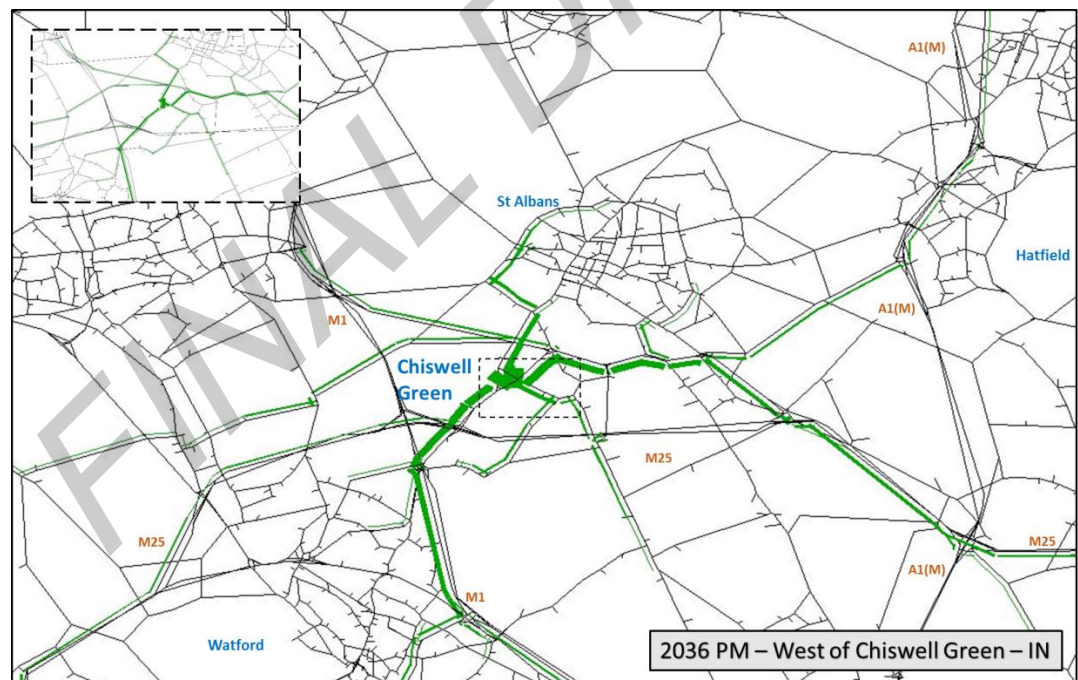 FINAL DR
A1(M)
St Albans
Hatfield
M1
A1(M)
Chiswell
Green
M25
M25
M25
A1(M)
M1
Watford
2036 PM – West of Chiswell Green – IN